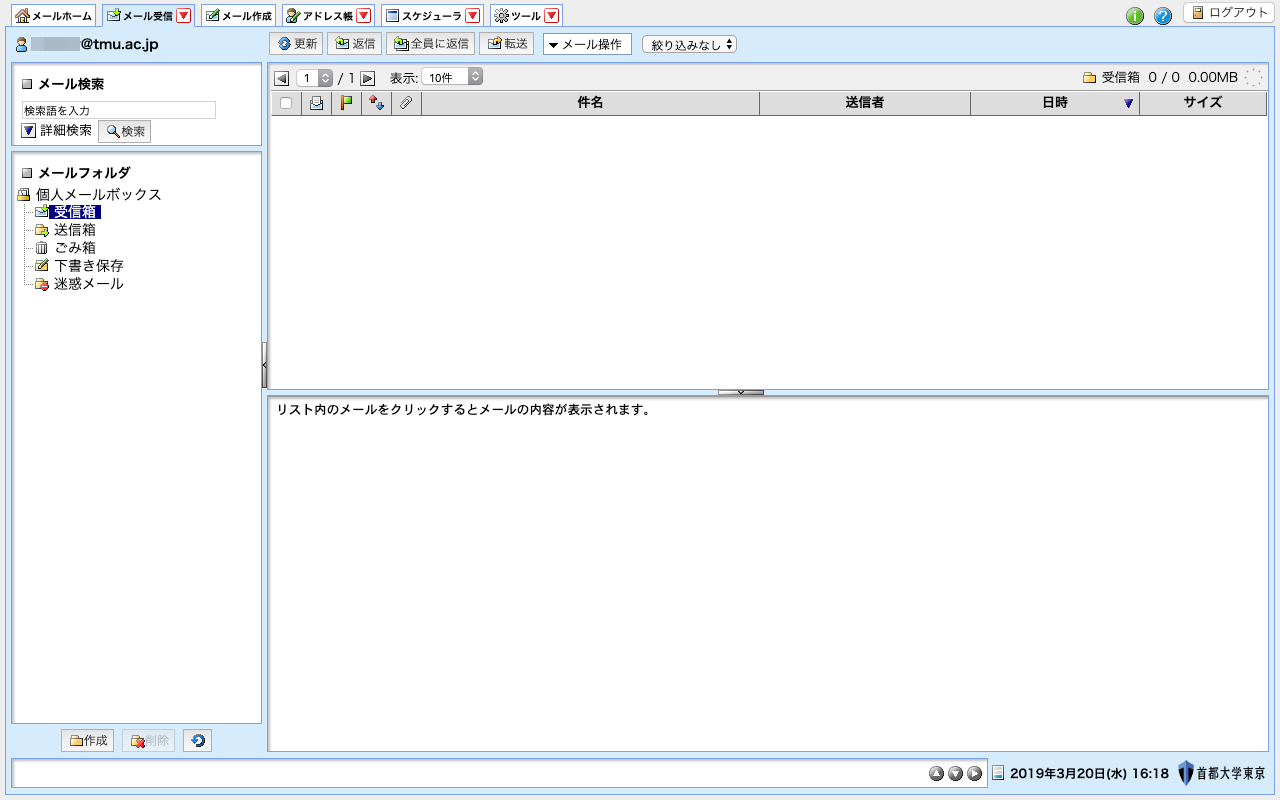 メールホーム メール受信 メール作成 アドレス帳 スケジューラ ツール ログアウト
@tmu.ac.jp 更新 返信 全員に返信 転送 メール操作 絞り込みなし
メール検索
検索語を入力
詳細検索 検索
メールフォルダ
個人メールボックス
受信箱
送信箱
ごみ箱
下書き保存
迷惑メール
作成 削除
1 / 1 表示: 10件 受信箱 0 / 0 0.00MB
件名 送信者 日時 サイズ
リスト内のメールをクリックするとメールの内容が表示されます。
2019年3月20日(水) 16:18 首都大学東京